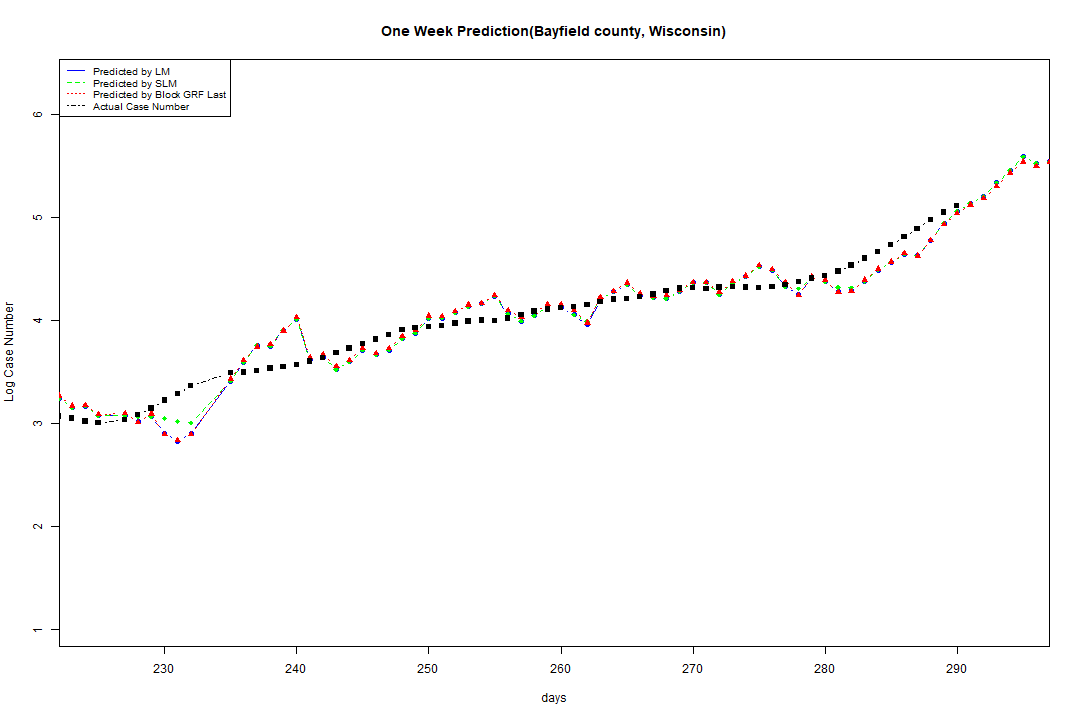 One Week Prediction(Bayfield county, Wisconsin)
Predicted by LM
Predicted by SLM
Predicted by Block GRF Last
Actual Case Number
6
5
4
3
2
1
Log Case Number
230 240 250 260 270 280 290
days